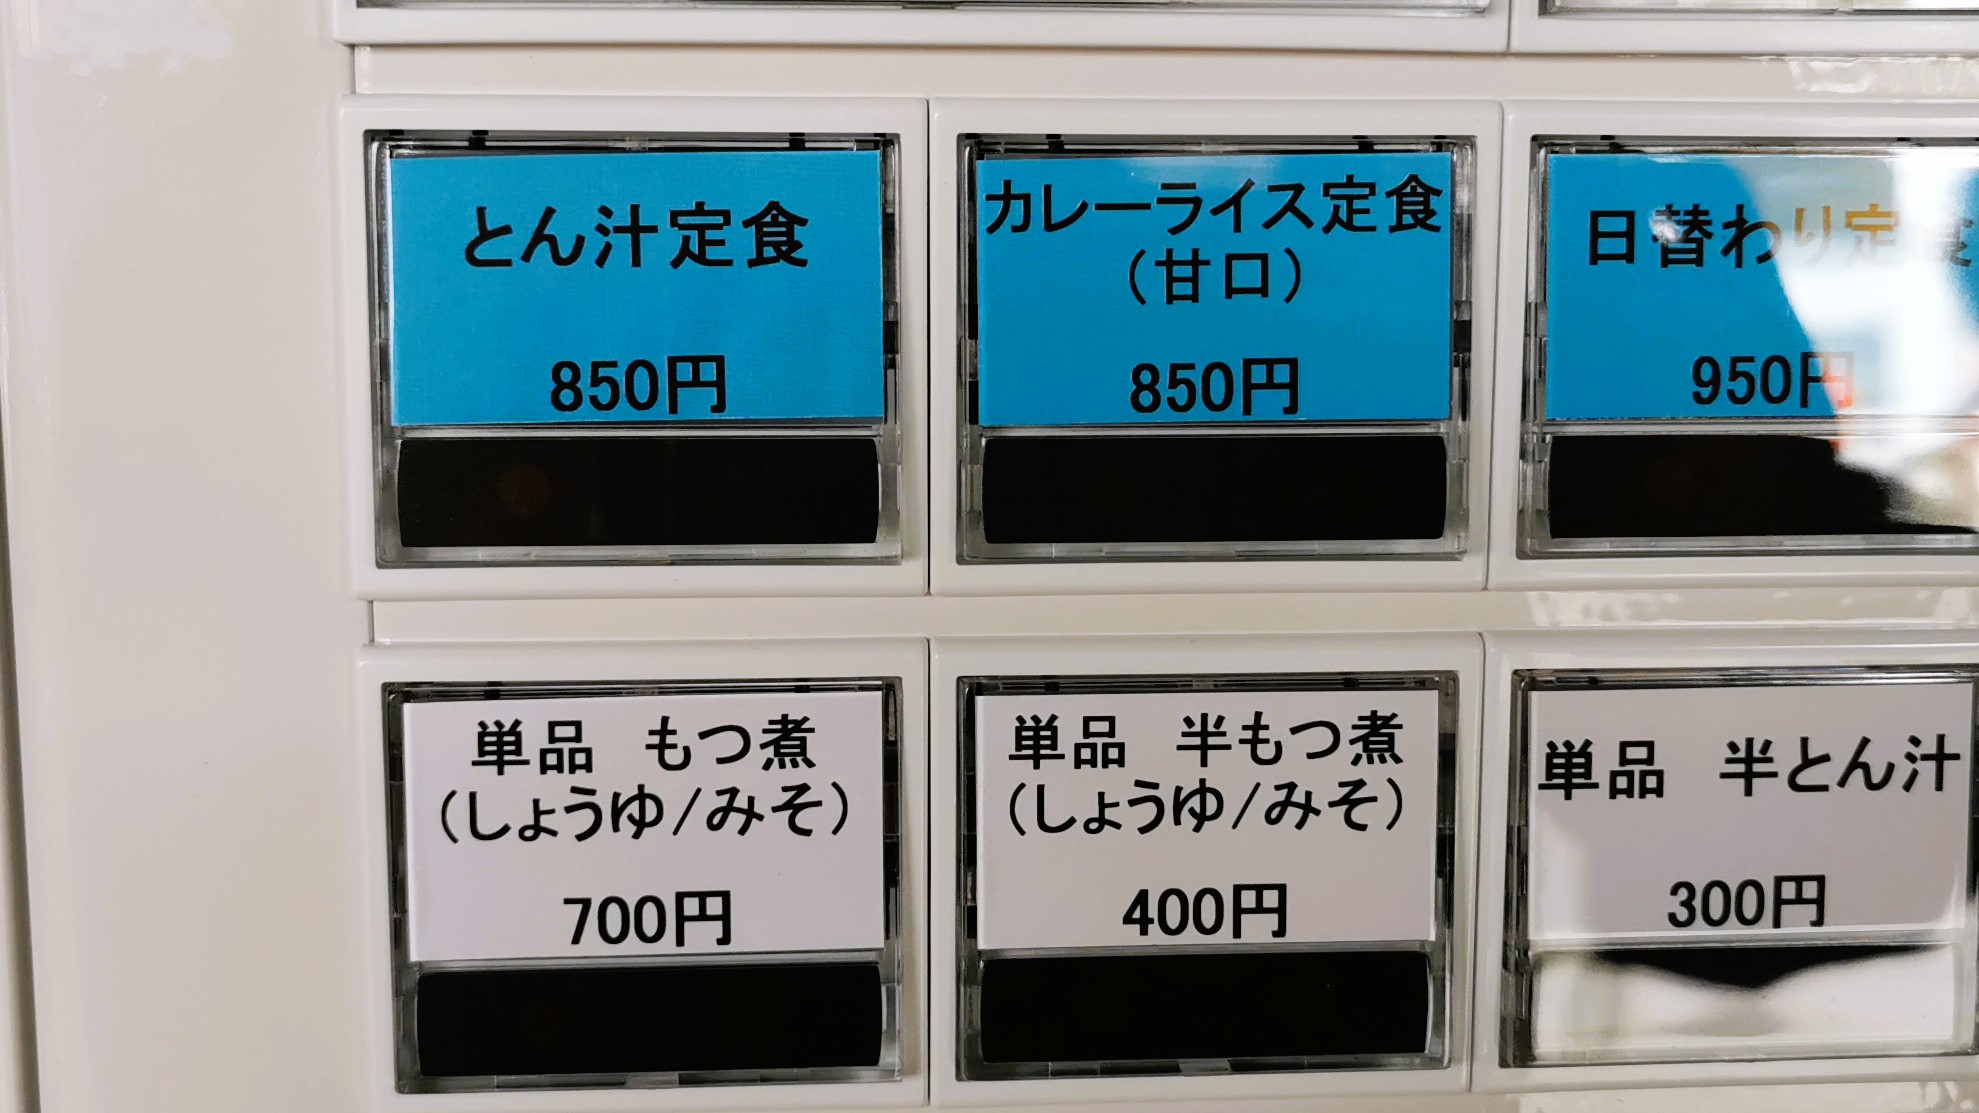 とん汁定食
850円
カレーライス定食
(甘口)
850円
日替わり定食
950円
単品　もつ煮
(しょうゆ/みそ)
700円
単品　半もつ煮
(しょうゆ/みそ)
400円
単品　半とん汁
300円